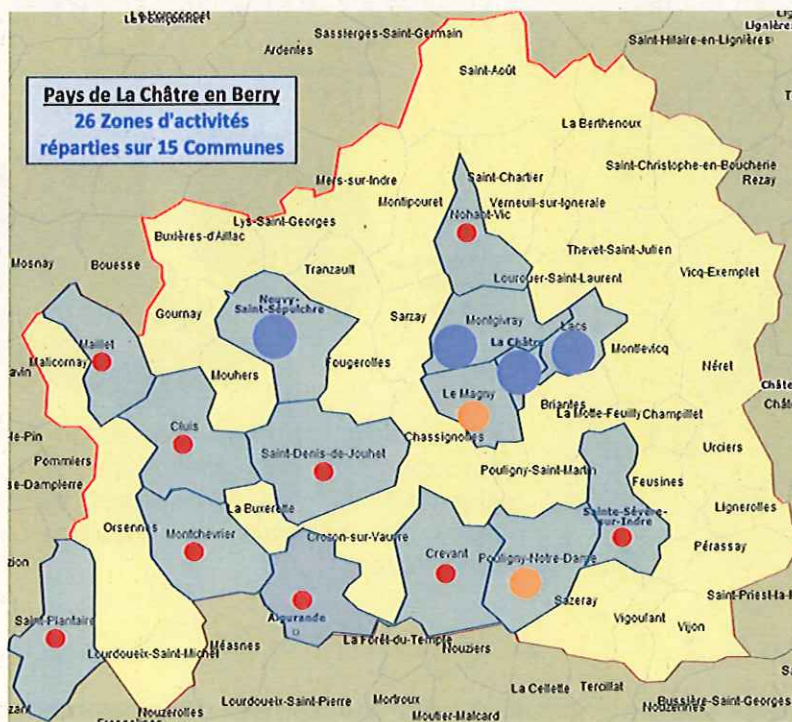 Le Poinçonnet
Sassierges-Saint-Germain
Ardentes
Lignières
Saint-Hilaire-en-Lignières
Pays de La Châtre en Berry
26 Zones d'activités
réparties sur 15 Communes
Saint-Août
La Berthenoux
Saint-Christophe-en-Boucherie
Rezay
Mers-sur-Indre
Saint-Chartier
Montipouret
Verneuil-sur-Igneraie
Nohant-Vic
Lys-Saint-Georges
Buxières-d'Aillac
Thevet-Saint-Julien
Mosnay
Bouesse
Tranzault
Vicq-Exemplet
Lourouer-Saint-Laurent
Neuvy-
Saint-Sépulchre
Gournay
Sarzay
Montgivray
Lacs
La Châtre
Maillet
Malicornay
Montlevicq
Fougerolles
Mouhers
Néret
Le Magny
Briantes
La Motte-Feuilly
Champillet
Cluis
Chassignolles
Saint-Denis-de-Jouhet
Urciers
Pommiers
Pouligny-Saint-Martin
Feusines
se-Dampierre
La Buxerette
Lignerolles
Orsennes
Sainte-Sévère-
sur-Indre
Montchevrier
Crozon-sur-Vauvre
Crevant
Pouligny-Notre-Dame
Pérassay
Saint-Plantaire
Aigurande
Sazeray
Saint-Priest-la-
Vigoulant
Vijon
Lourdoueix-Saint-Michel
Méasnes
La Forêt-du-Temple
Nouziers
La Cellette
Tercillat
Lourdoueix-Saint-Pierre
Mortroux
Nouzerines
Bussière-Saint-Georges
Nouzerolles
Moutier-Malcard